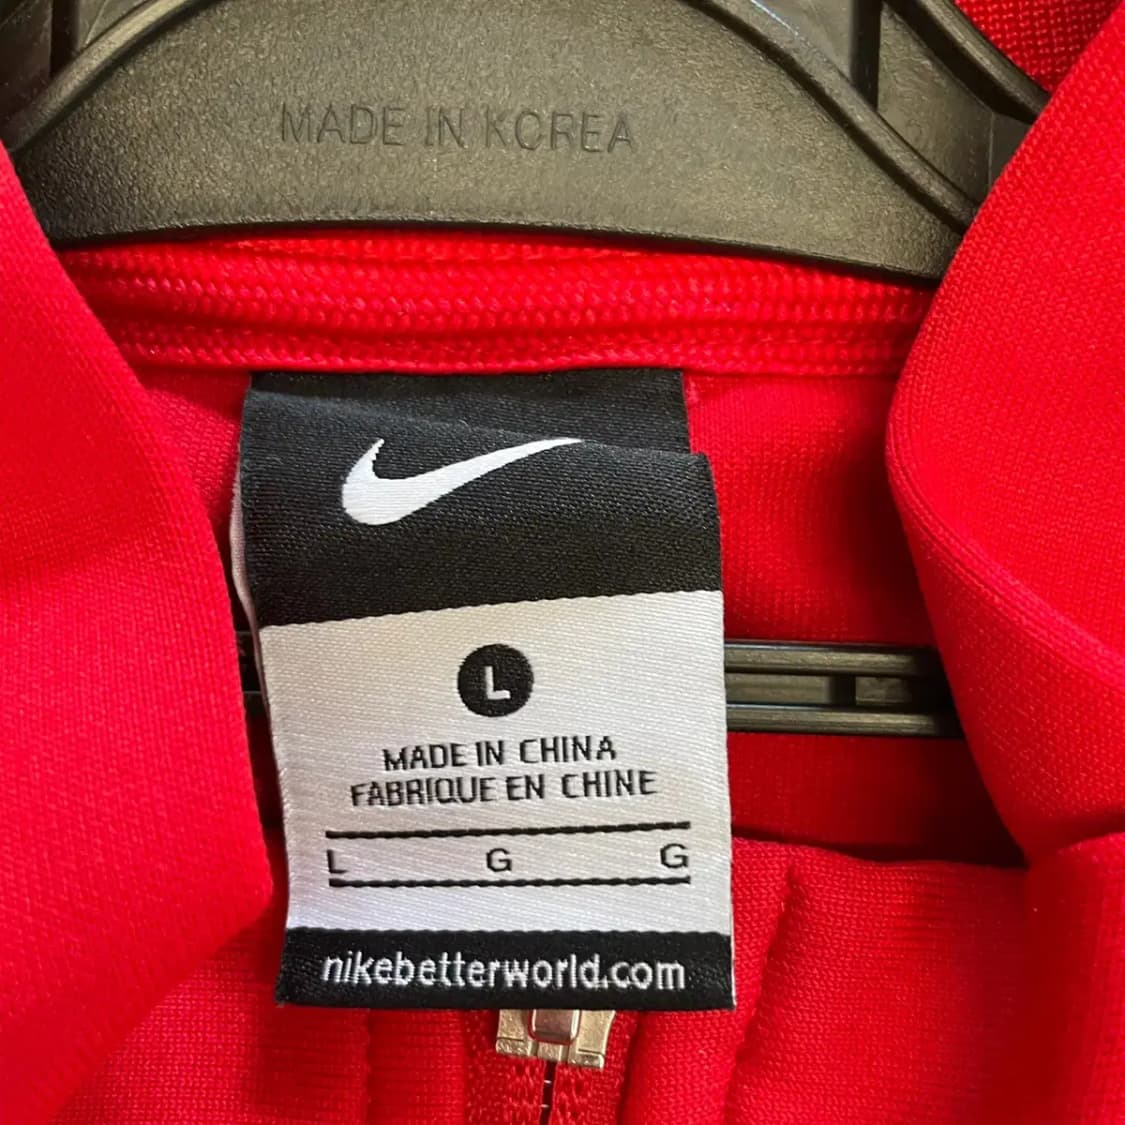 MADE IN KOREA
L
MADE IN CHINA
FABRIQUE EN CHINE
L G G
nikebetterworld.com